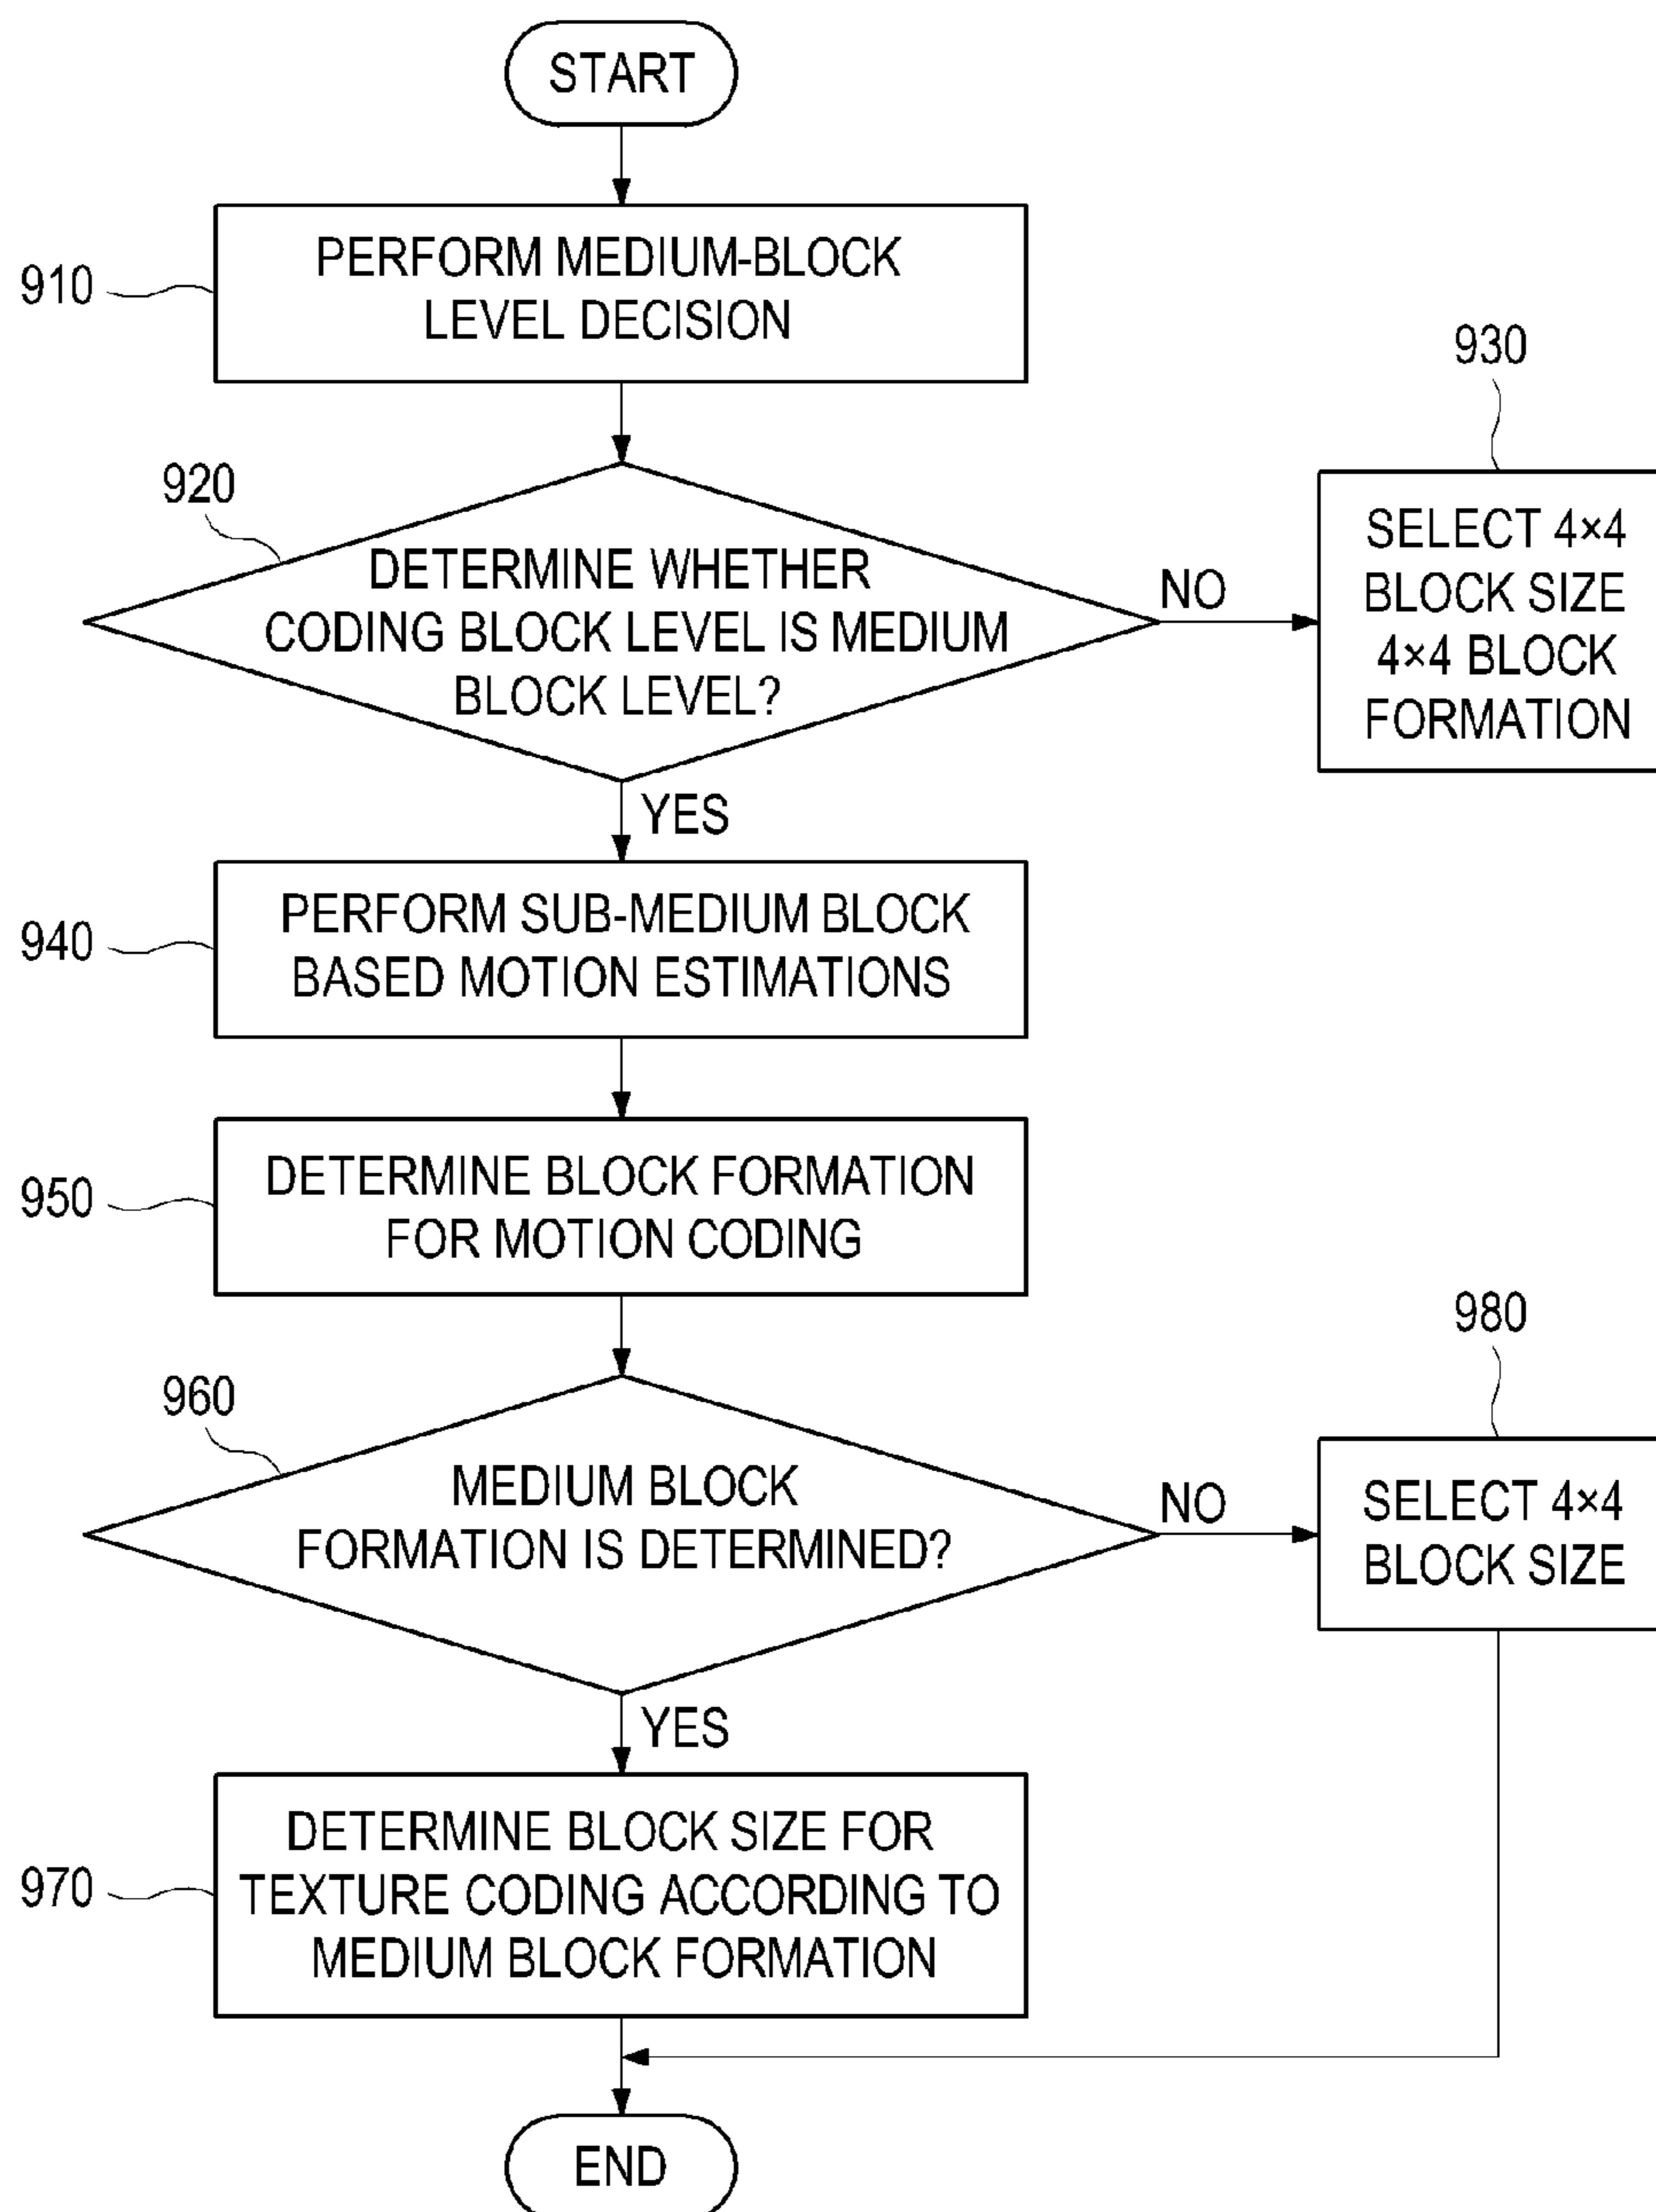 START
910
PERFORM MEDIUM-BLOCK
LEVEL DECISION
930
920
DETERMINE WHETHER
CODING BLOCK LEVEL IS MEDIUM
BLOCK LEVEL?
NO
SELECT 4×4
BLOCK SIZE
4×4 BLOCK
FORMATION
YES
940
PERFORM SUB-MEDIUM BLOCK
BASED MOTION ESTIMATIONS
950
DETERMINE BLOCK FORMATION
FOR MOTION CODING
980
960
MEDIUM BLOCK
FORMATION IS DETERMINED?
NO
SELECT 4×4
BLOCK SIZE
YES
970
DETERMINE BLOCK SIZE FOR
TEXTURE CODING ACCORDING TO
MEDIUM BLOCK FORMATION
END